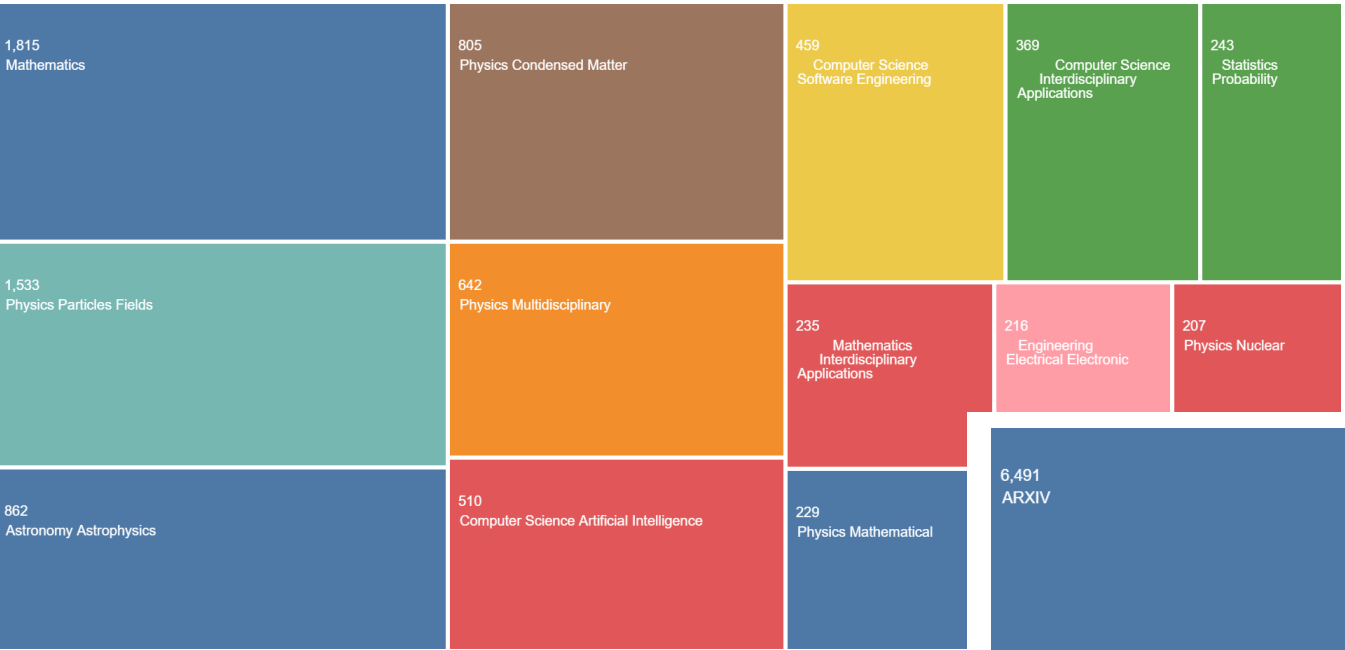 1,815
Mathematics
805
Physics Condensed Matter
459
Computer Science
Software Engineering
369
Computer Science
Interdisciplinary
Applications
243
Statistics
Probability
1,533
Physics Particles Fields
642
Physics Multidisciplinary
235
Mathematics
Interdisciplinary
Applications
216
Engineering
Electrical Electronic
207
Physics Nuclear
862
Astronomy Astrophysics
510
Computer Science Artificial Intelligence
229
Physics Mathematical
6,491
ARXIV